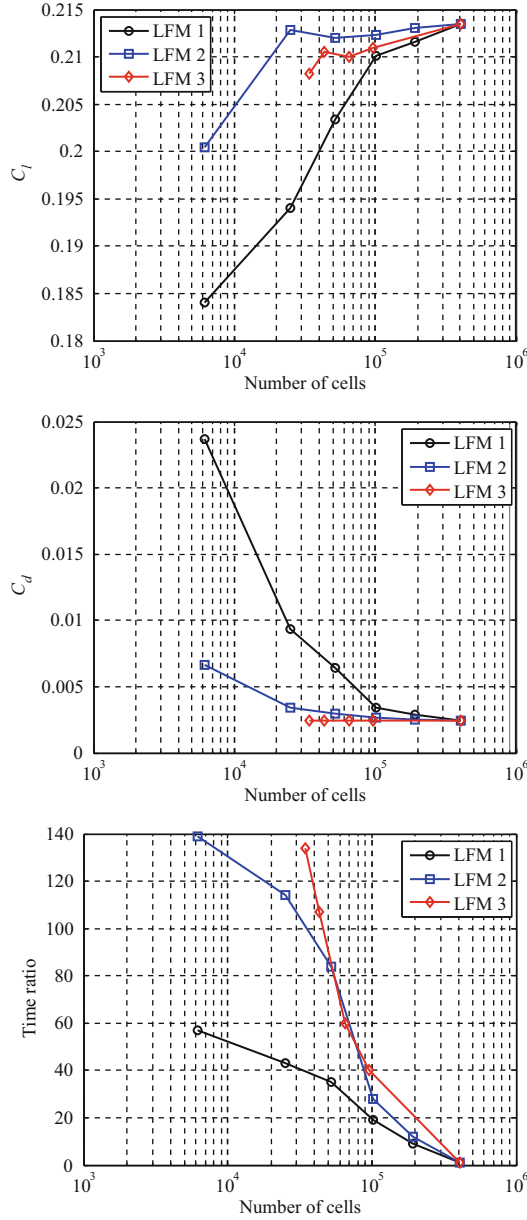 0.215
0.21
0.205
0.2
0.195
0.19
0.185
0.18
C_l
LFM 1
LFM 2
LFM 3
10^3 10^4 10^5 10^6
Number of cells
0.025
0.02
0.015
0.01
0.005
0
C_d
LFM 1
LFM 2
LFM 3
10^3 10^4 10^5 10^6
Number of cells
140
120
100
80
60
40
20
0
Time ratio
LFM 1
LFM 2
LFM 3
10^3 10^4 10^5 10^6
Number of cells